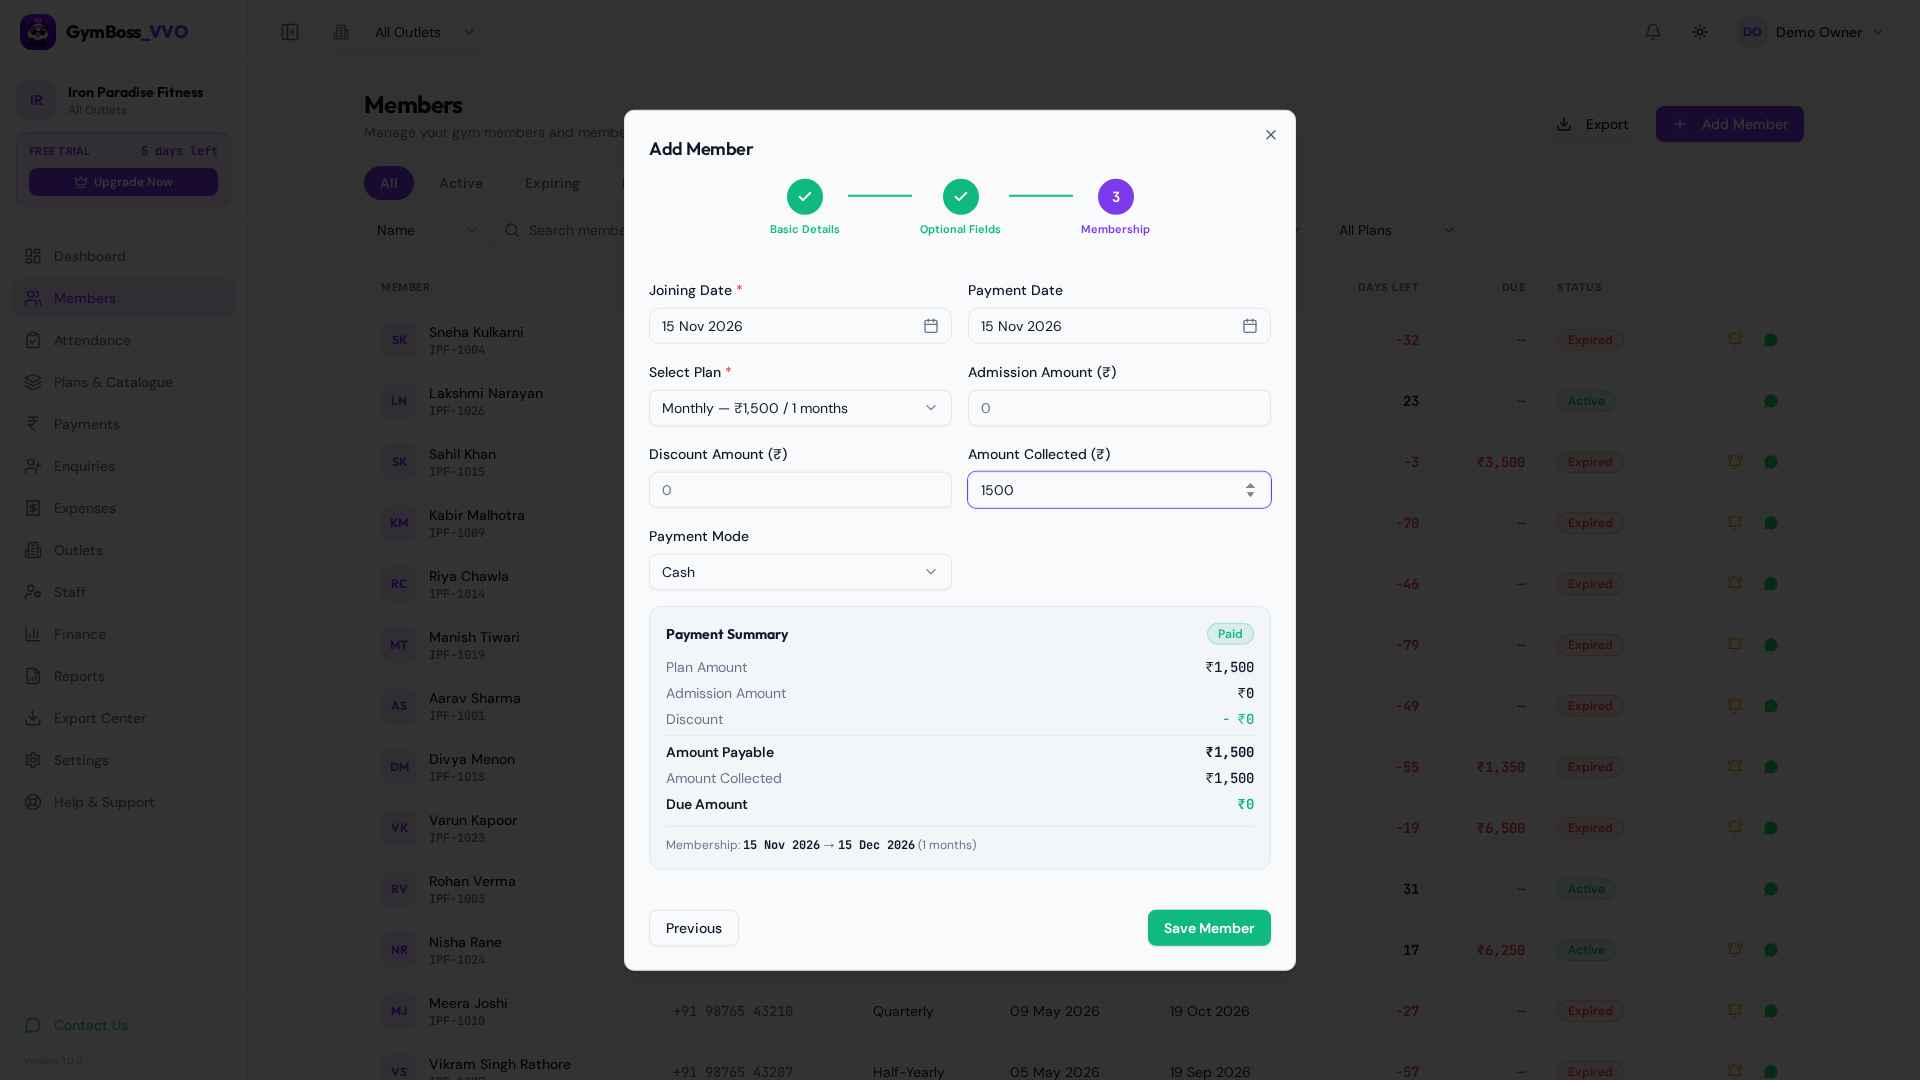 GymBoss_VVO
All Outlets
DO
Demo Owner
IR
Iron Paradise Fitness
All Outlets
FREE TRIAL
5 days left
Upgrade Now
Dashboard
Members
Attendance
Plans & Catalogue
Payments
Enquiries
Expenses
Outlets
Staff
Finance
Reports
Export Center
Settings
Help & Support
Contact Us
Members
Manage your gym members and
Export
Add Member
All
Active
Expiring
Name
Search
All Plans
MEMBER
DAYS LEFT
DUE
STATUS
SK
Sneha Kulkarni
IPF-1004
-32
—
Expired
LN
Lakshmi Narayan
IPF-1026
23
—
Active
SK
Sahil Khan
IPF-1015
-3
₹3,500
Expired
KM
Kabir Malhotra
IPF-1009
-70
—
Expired
RC
Riya Chawla
IPF-1014
-46
—
Expired
MT
Manish Tiwari
IPF-1019
-79
—
Expired
AS
Aarav Sharma
IPF-1001
-49
—
Expired
DM
Divya Menon
IPF-1018
-55
₹1,350
Expired
VK
Varun Kapoor
IPF-1023
-19
₹6,500
Expired
RV
Rohan Verma
IPF-1003
31
—
Active
NR
Nisha Rane
IPF-1024
17
₹6,250
Active
MJ
Meera Joshi
IPF-1010
+91 98765 43210
Quarterly
09 May 2026
19 Oct 2026
-27
—
Expired
VS
Vikram Singh Rathore
+91 98765 43207
Half-Yearly
05 May 2026
19 Sep 2026
-57
—
Expired
Add Member
3
Basic Details
Optional Fields
Membership
Joining Date *
Payment Date
15 Nov 2026
15 Nov 2026
Select Plan *
Admission Amount (₹)
Monthly — ₹1,500 / 1 months
0
Discount Amount (₹)
Amount Collected (₹)
0
1500
Payment Mode
Cash
Payment Summary
Paid
Plan Amount
₹1,500
Admission Amount
₹0
Discount
- ₹0
Amount Payable
₹1,500
Amount Collected
₹1,500
Due Amount
₹0
Membership: 15 Nov 2026 → 15 Dec 2026 (1 months)
Previous
Save Member